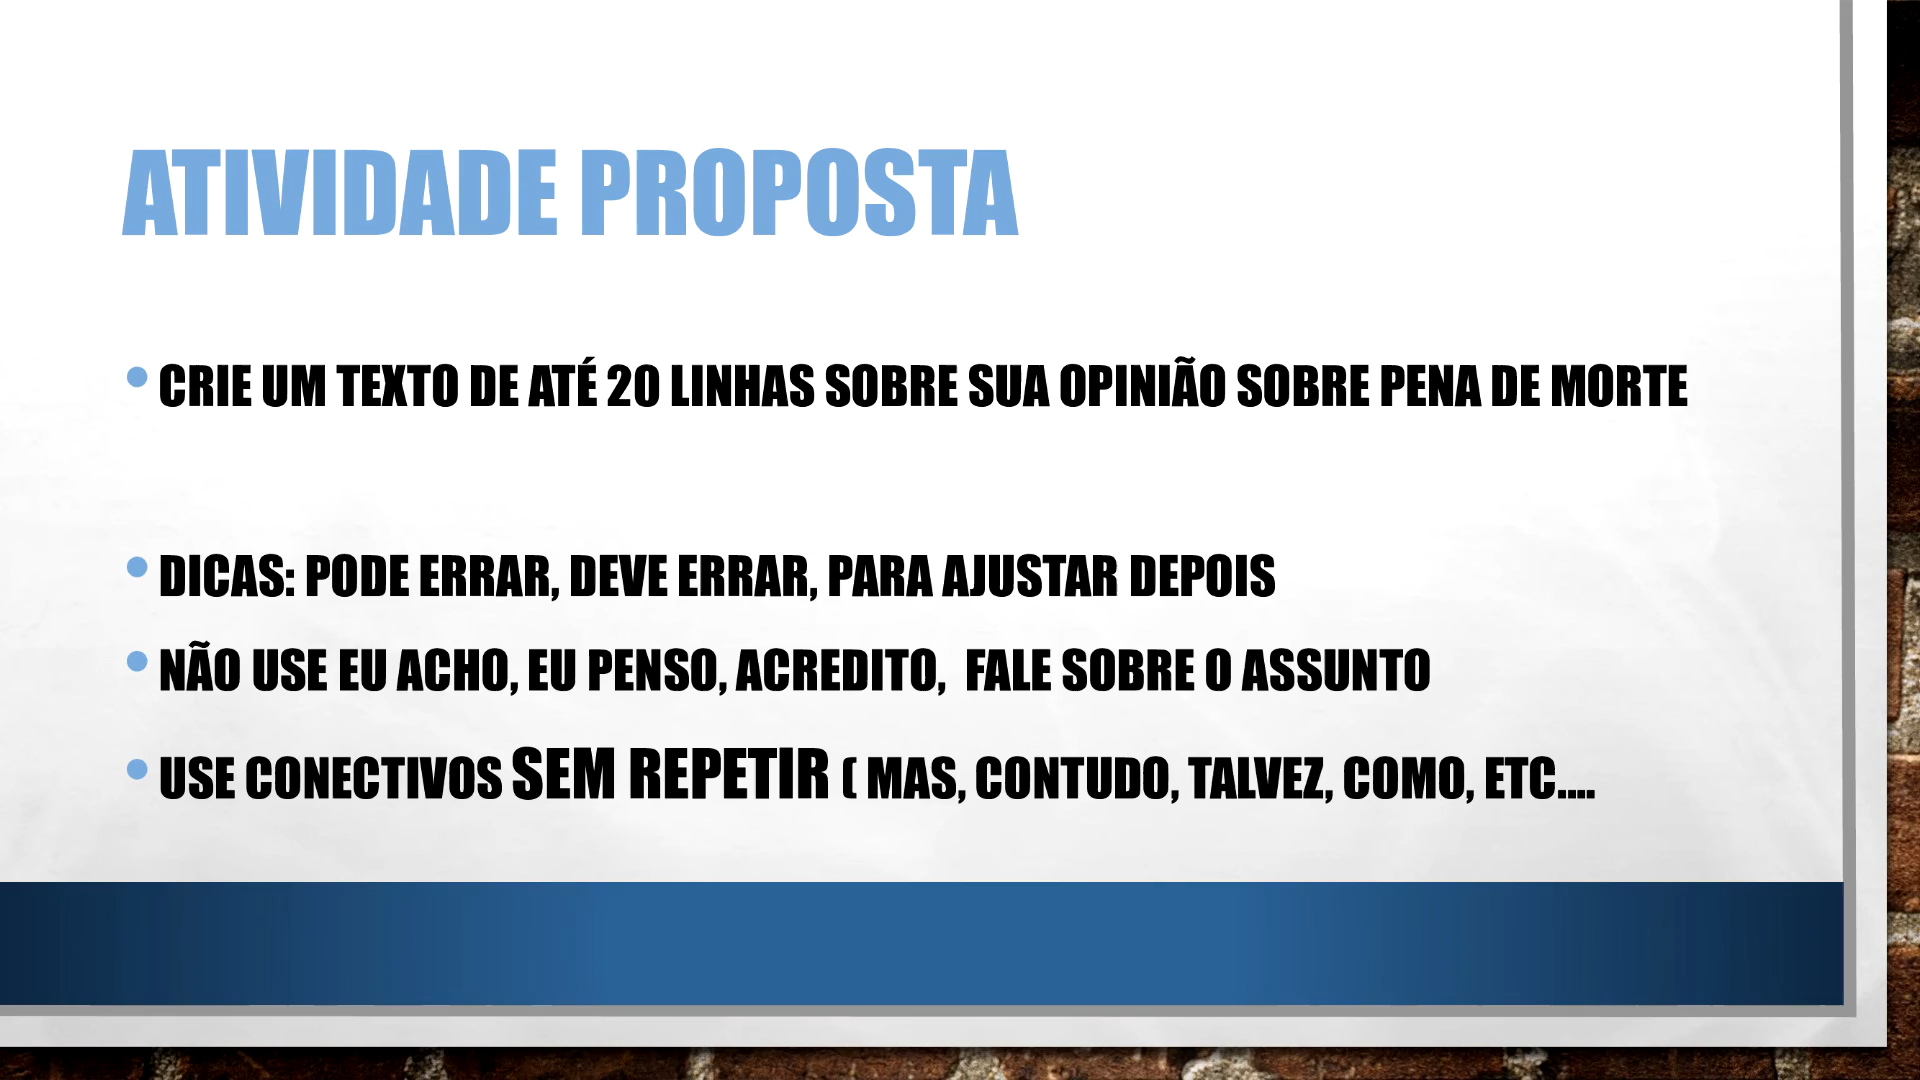 ATIVIDADE PROPOSTA
• CRIE UM TEXTO DE ATÉ 20 LINHAS SOBRE SUA OPINIÃO SOBRE PENA DE MORTE
• DICAS: PODE ERRAR, DEVE ERRAR, PARA AJUSTAR DEPOIS
• NÃO USE EU ACHO, EU PENSO, ACREDITO, FALE SOBRE O ASSUNTO
• USE CONECTIVOS SEM REPETIR ( MAS, CONTUDO, TALVEZ, COMO, ETC....